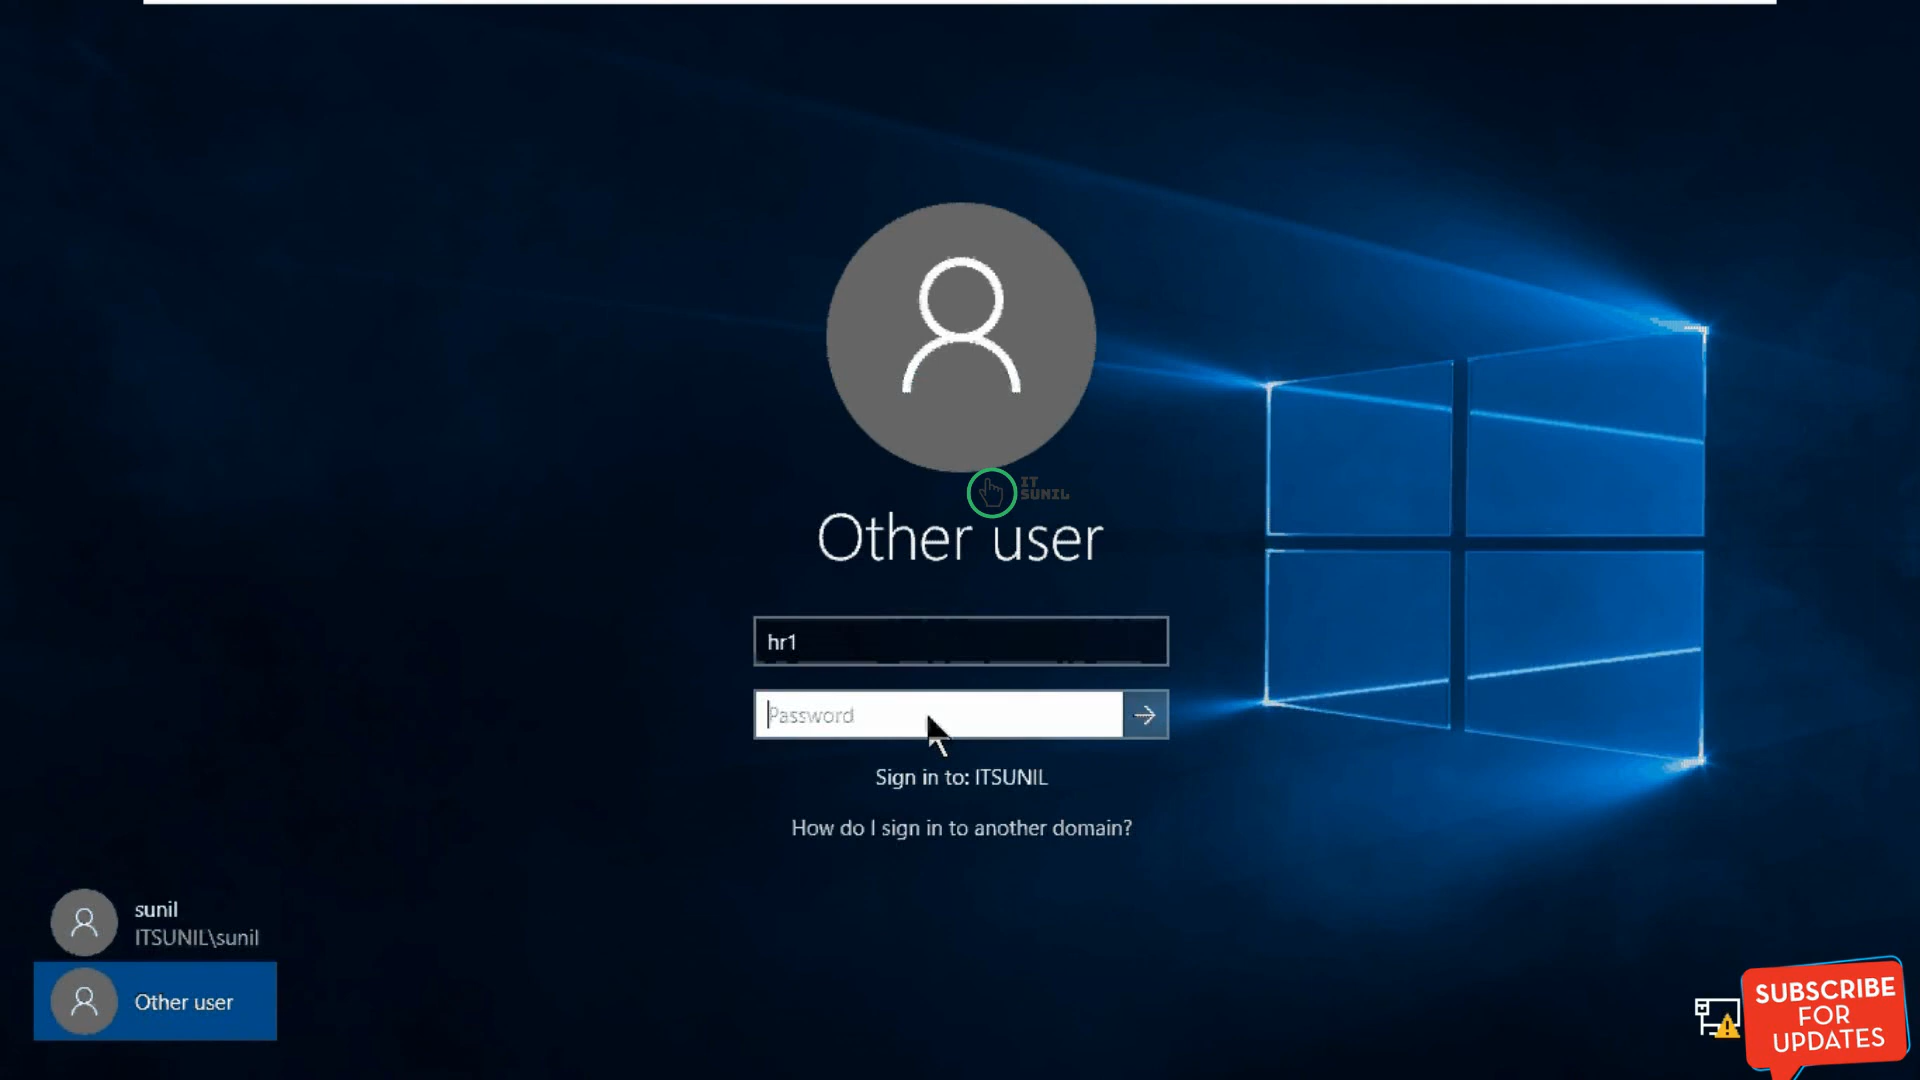 IT
SUNIL
Other user
hr1
Password
Sign in to: ITSUNIL
How do I sign in to another domain?
sunil
ITSUNIL\sunil
Other user
SUBSCRIBE
FOR
UPDATES